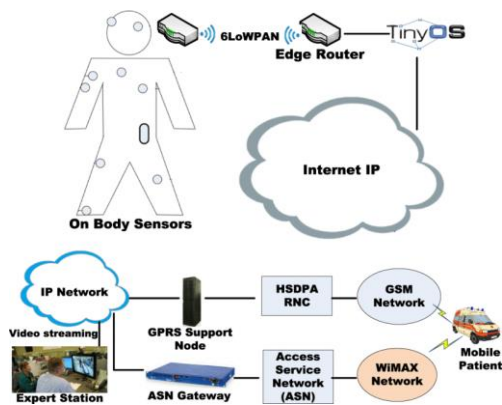 6LoWPAN
Edge Router
TinyOS
Internet IP
On Body Sensors
IP Network
HSDPA
RNC
GSM
Network
Video streaming
GPRS Support
Node
Mobile
Patient
Access
Service
Network
(ASN)
WiMAX
Network
Expert Station
ASN Gateway